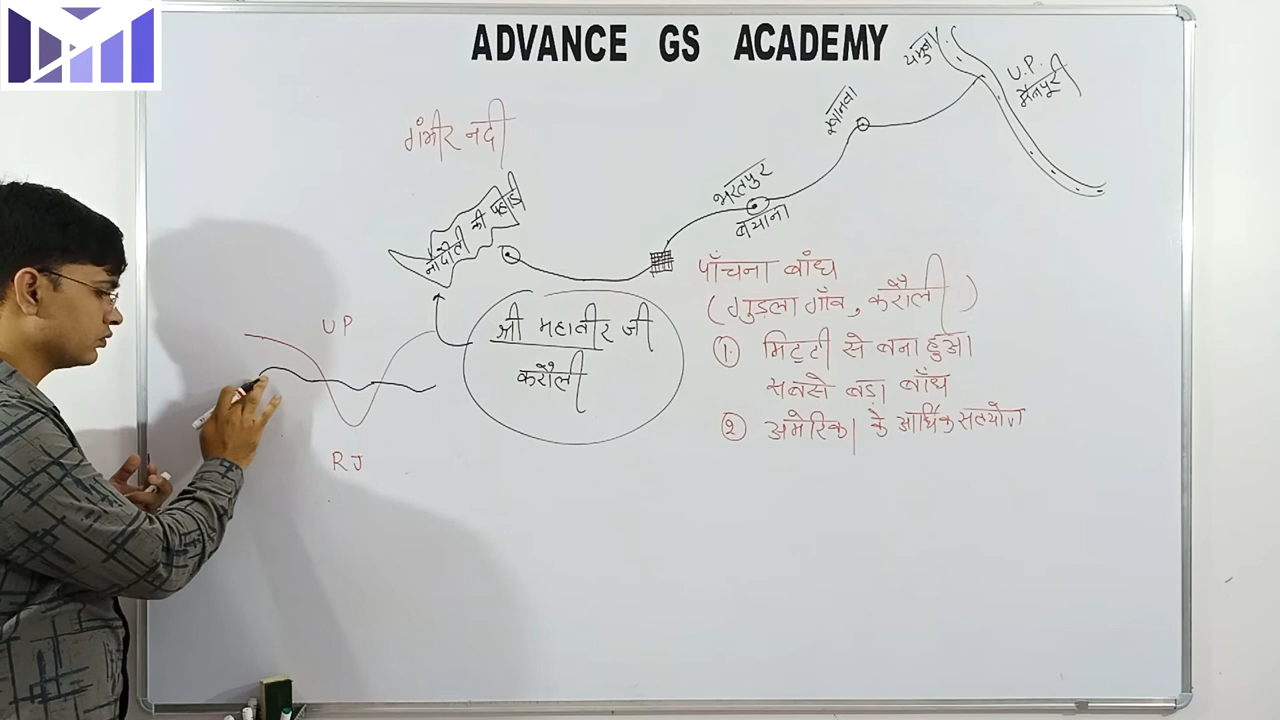 ADVANCE GS ACADEMY
यमुना
U.P.
मैनपुरी
खानवा
गंभीर नदी
भरतपुर
बयाना
नादौती की पहाड़ी
पाँचना बांध
(गुड़ला गाँव, करौली)
श्री महावीर जी
करौली
UP
① मिट्टी से बना हुआ
सबसे बड़ा बाँध
② अमेरिका के आर्थिक सहयोग
RJ